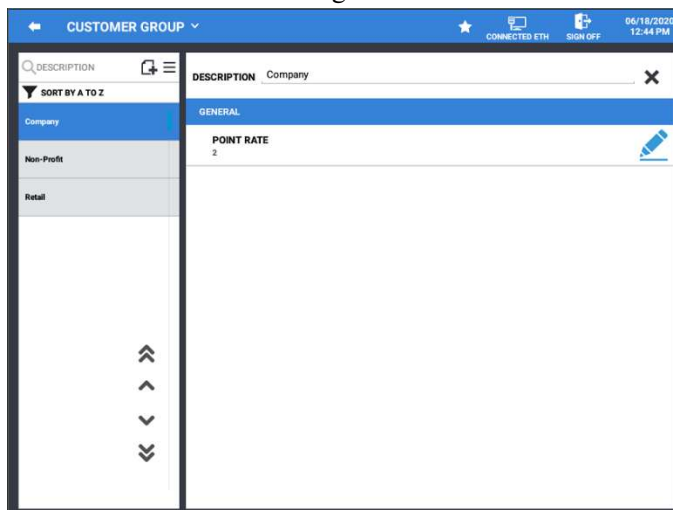 CUSTOMER GROUP
CONNECTED ETH
SIGN OFF
06/18/2020
12:44 PM
DESCRIPTION
SORT BY A TO Z
Company
Non-Profit
Retail
DESCRIPTION Company
GENERAL
POINT RATE
2